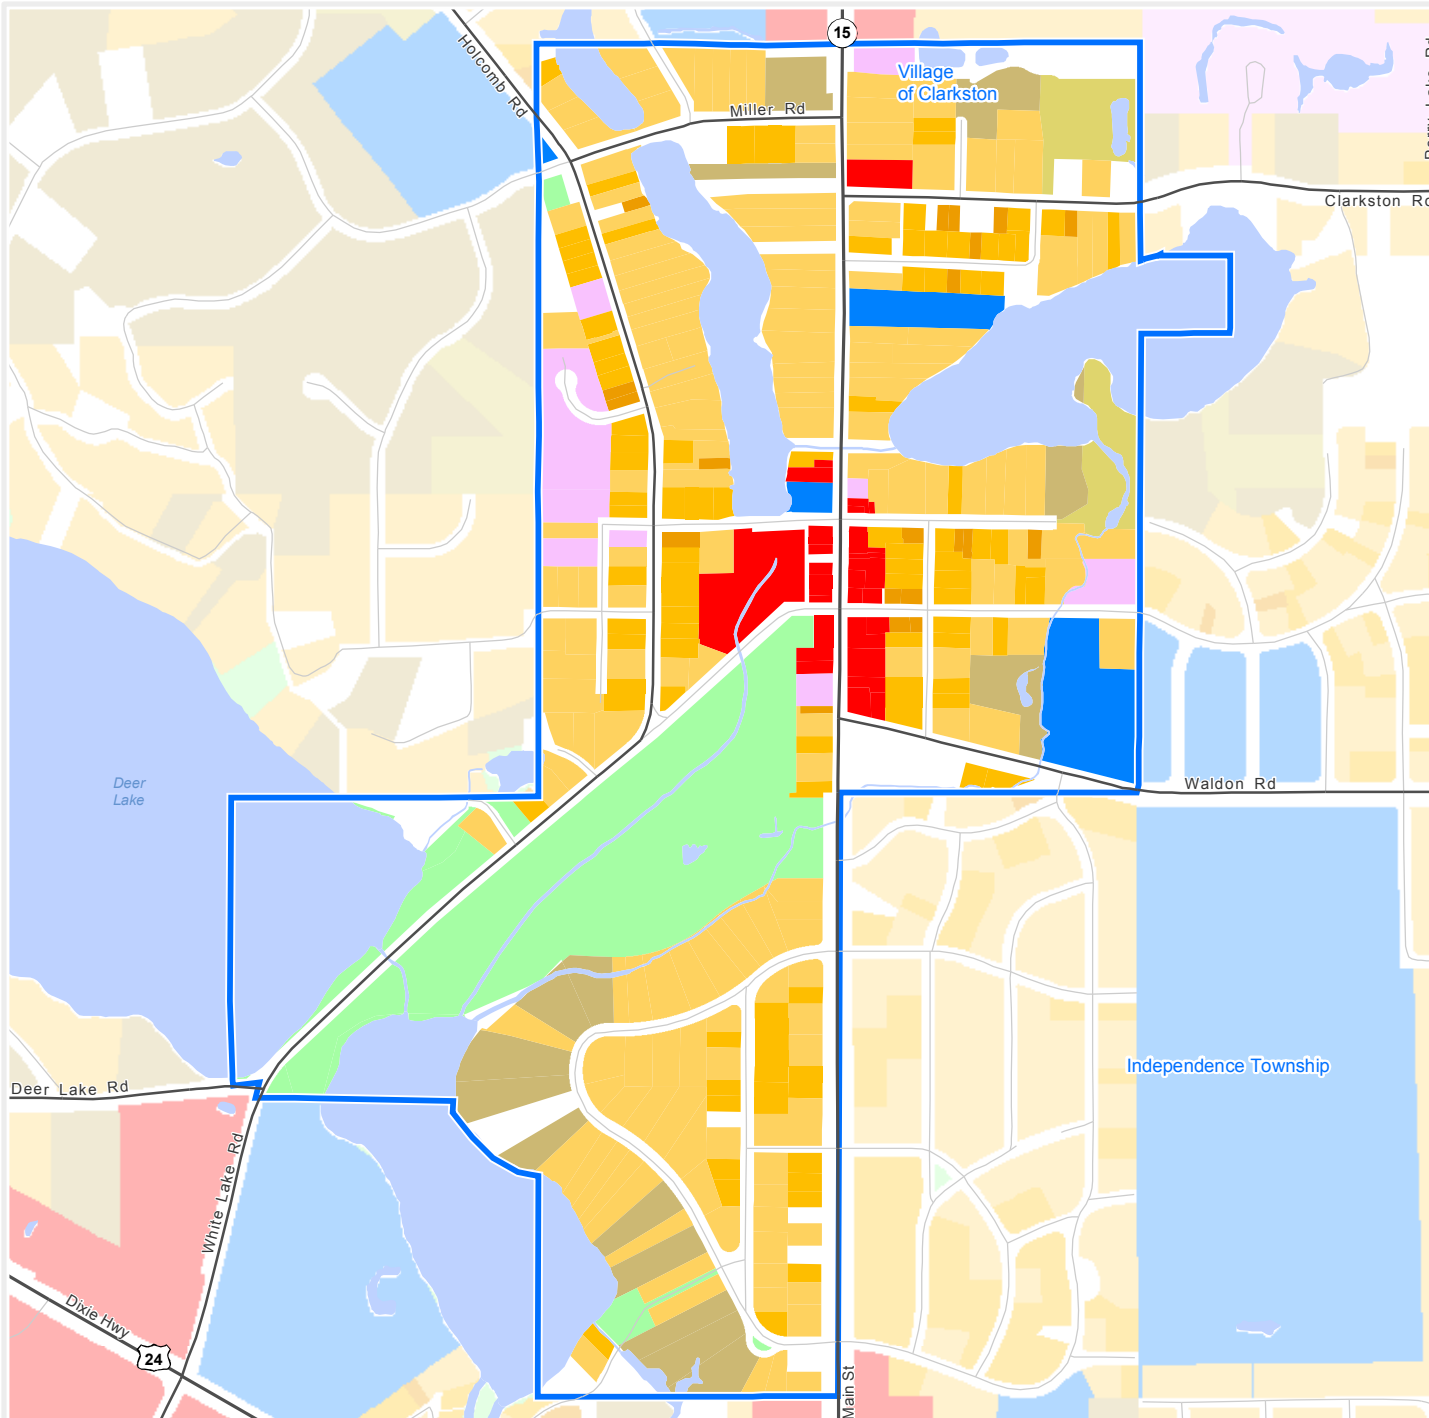 15
Holcomb Rd
Village
of Clarkston
Miller Rd
Clarkston Rd
Deer
Lake
Waldon Rd
Independence Township
Deer Lake Rd
White Lake Rd
Dixie Hwy
24
Main St